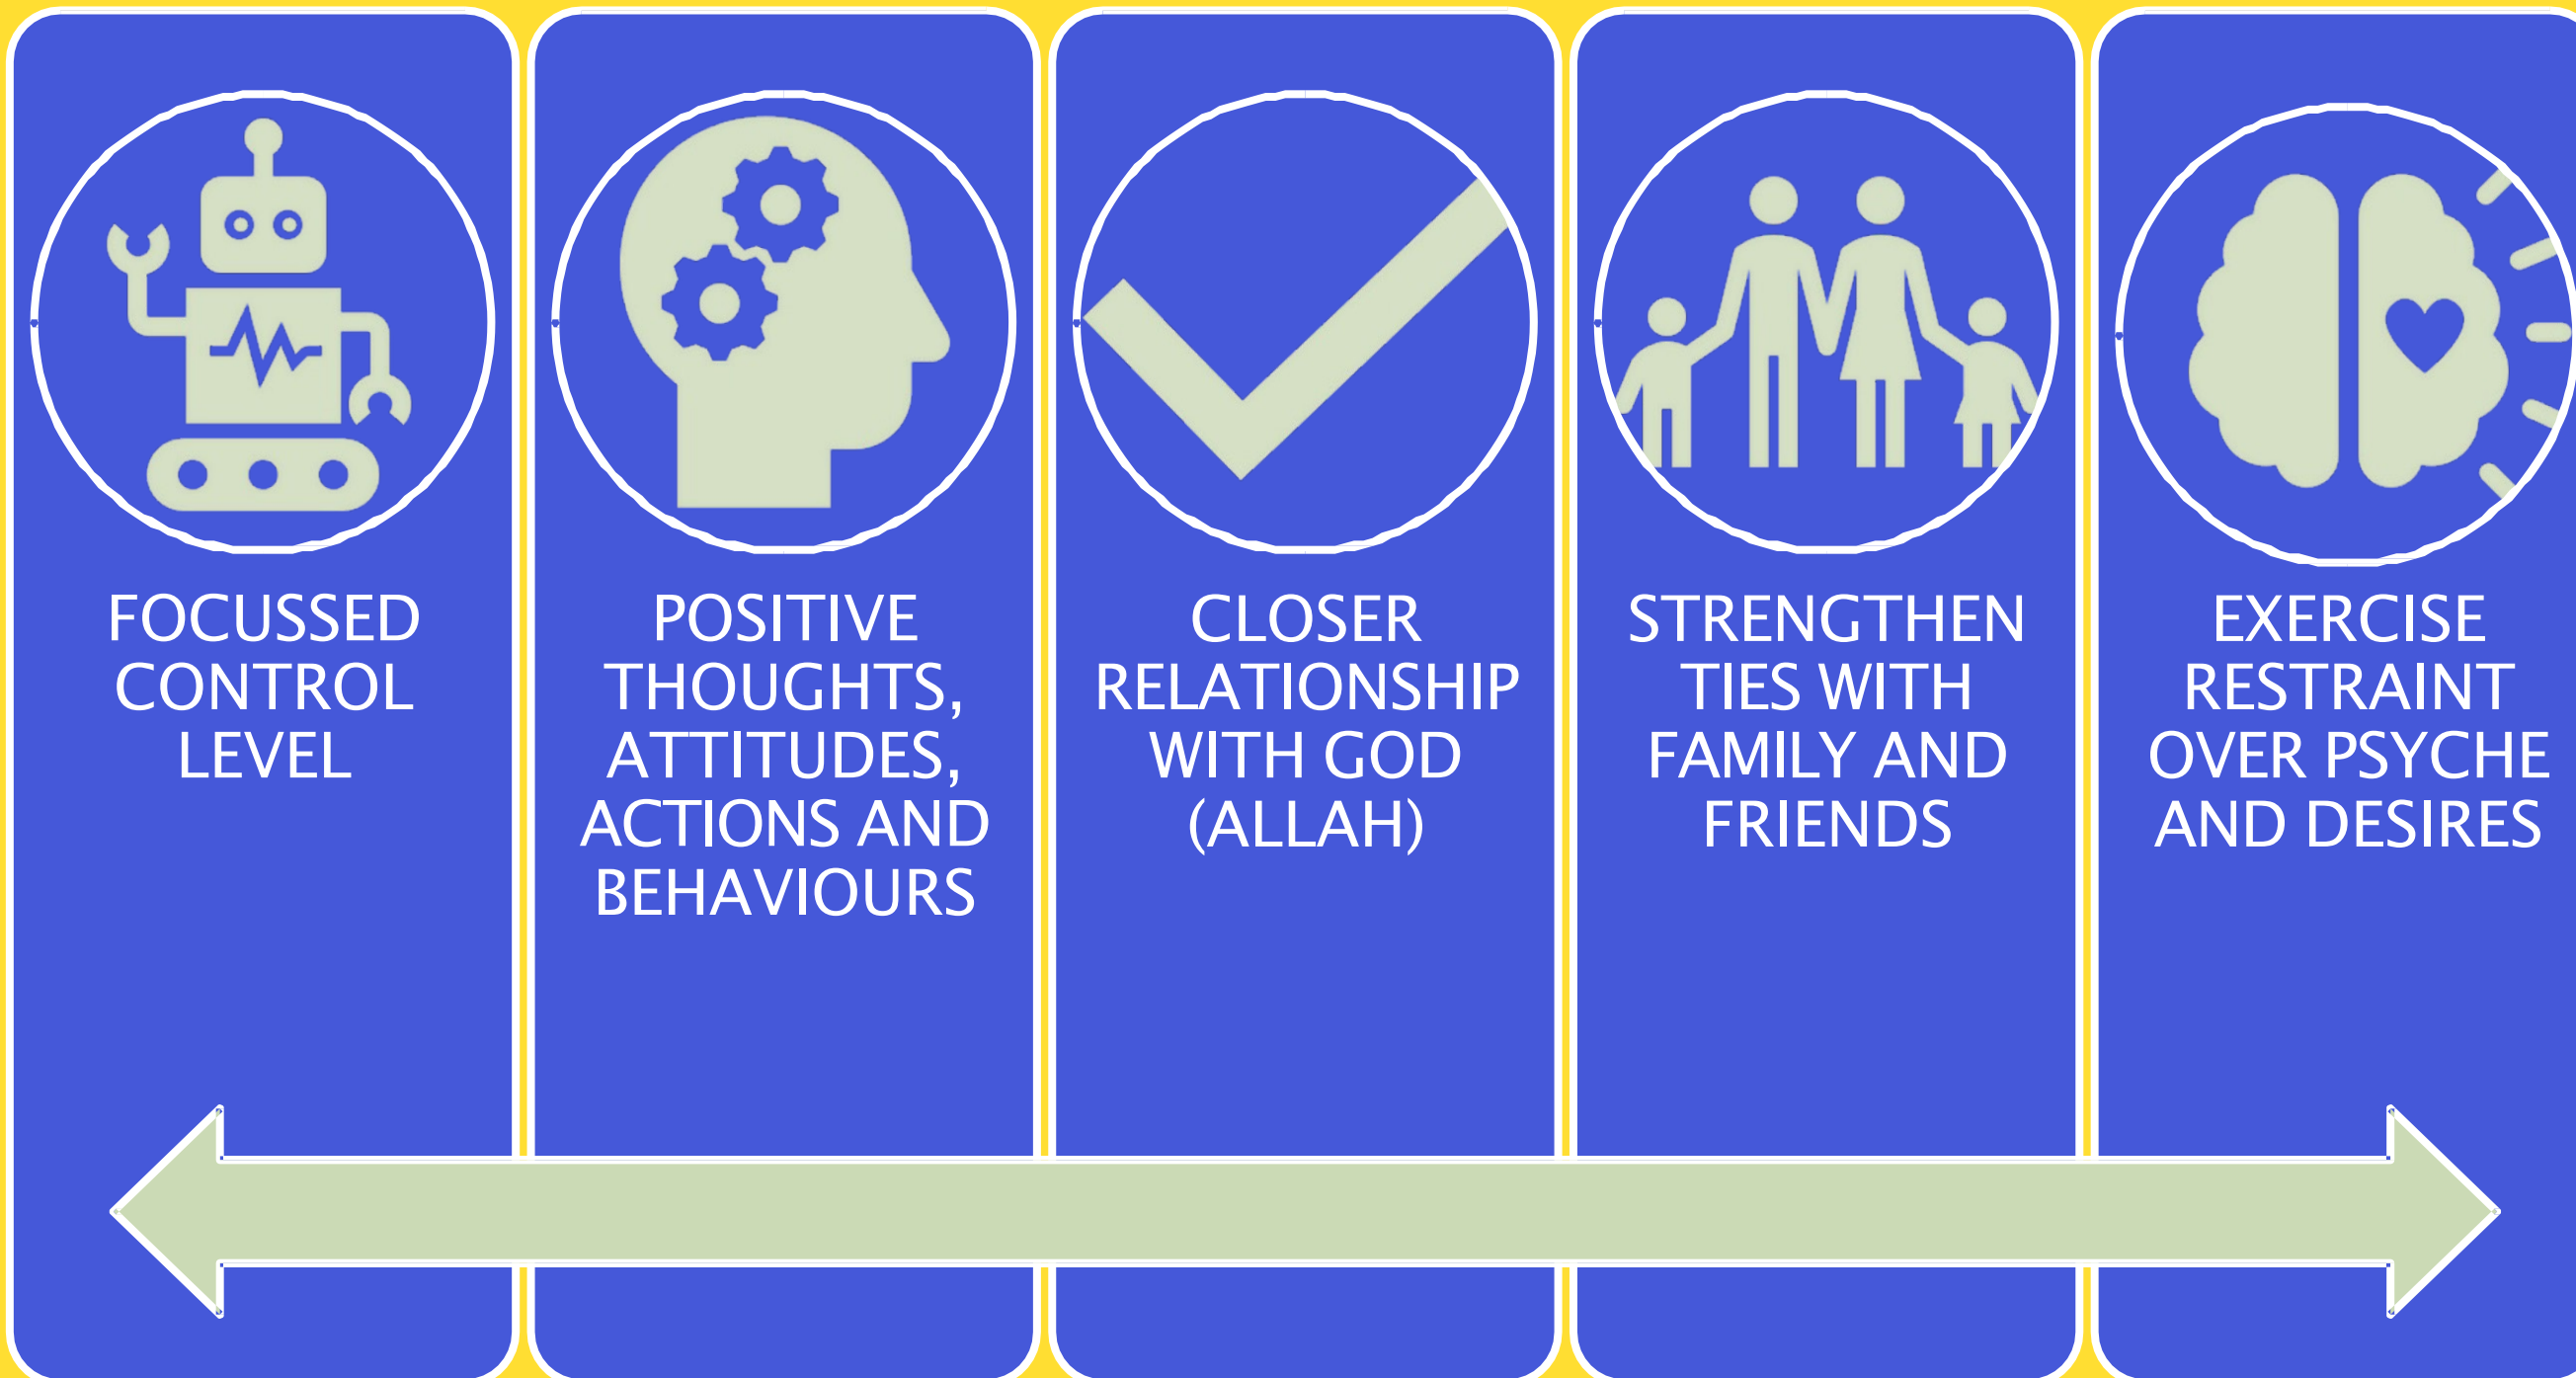 FOCUSSED
CONTROL
LEVEL
POSITIVE
THOUGHTS,
ATTITUDES,
ACTIONS AND
BEHAVIOURS
CLOSER
RELATIONSHIP
WITH GOD
(ALLAH)
STRENGTHEN
TIES WITH
FAMILY AND
FRIENDS
EXERCISE
RESTRAINT
OVER PSYCHE
AND DESIRES